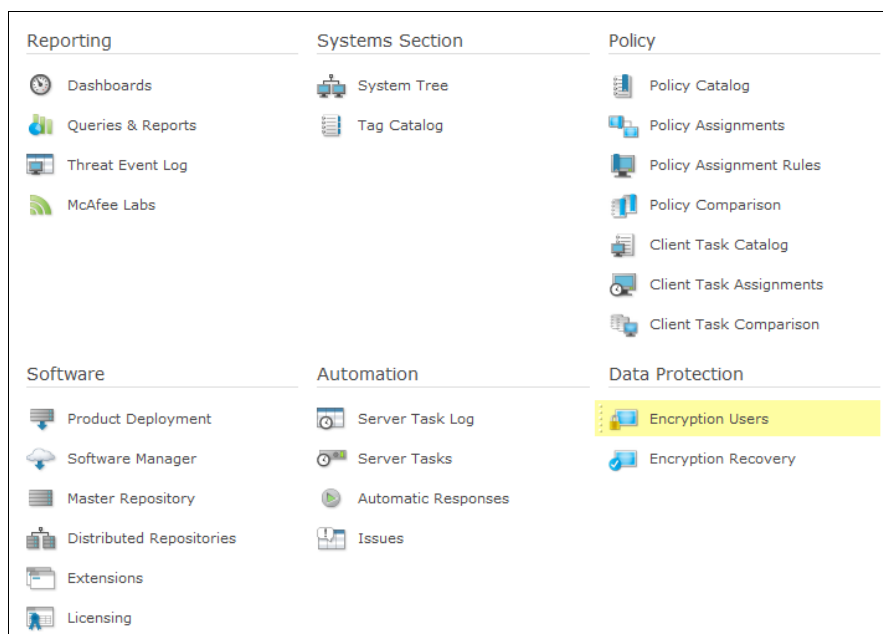 Reporting
Dashboards
Queries & Reports
Threat Event Log
McAfee Labs
Systems Section
System Tree
Tag Catalog
Policy
Policy Catalog
Policy Assignments
Policy Assignment Rules
Policy Comparison
Client Task Catalog
Client Task Assignments
Client Task Comparison
Software
Product Deployment
Software Manager
Master Repository
Distributed Repositories
Extensions
Licensing
Automation
Server Task Log
Server Tasks
Automatic Responses
Issues
Data Protection
Encryption Users
Encryption Recovery